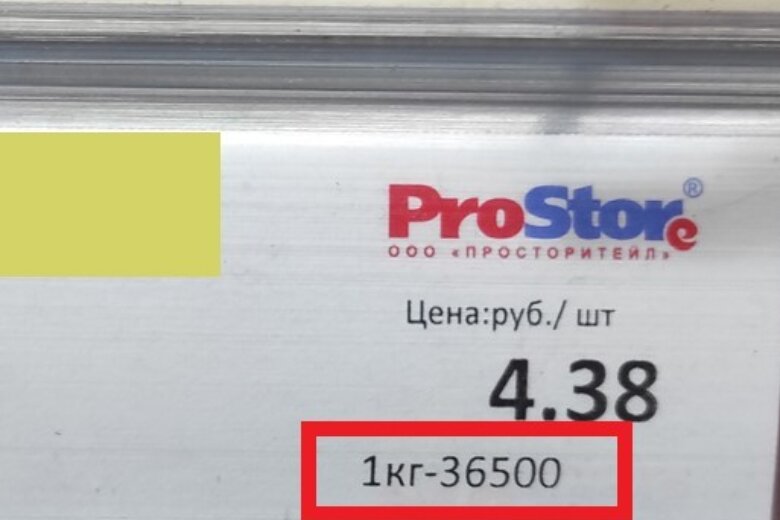 ProStore®
ООО «ПРОСТОРИТЕЙЛ»
Цена:руб./ шт
4.38
1кг-36500